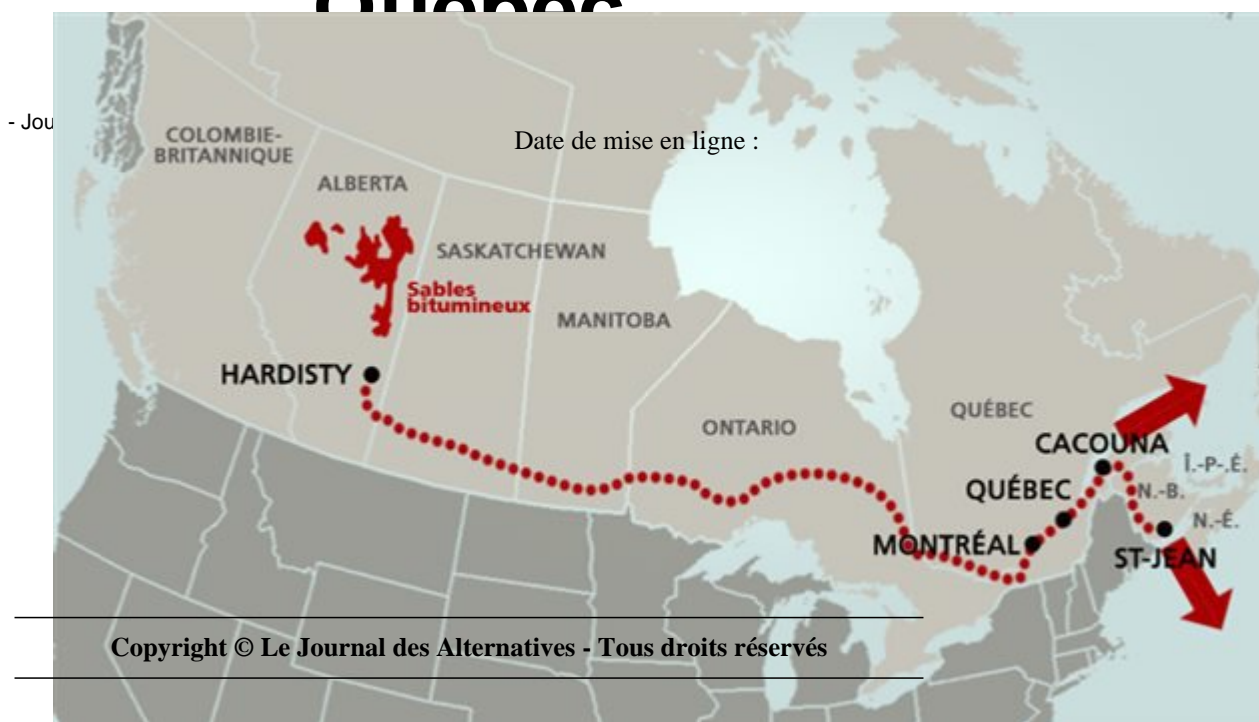 Québec
- Jou
Date de mise en ligne :
COLOMBIE-
BRITANNIQUE
ALBERTA
SASKATCHEWAN
Sables
bitumineux
MANITOBA
HARDISTY
ONTARIO
QUÉBEC
CACOUNA
Î.-P-.É.
QUÉBEC
N.-B.
N.-É.
MONTRÉAL
ST-JEAN
Copyright © Le Journal des Alternatives - Tous droits réservés